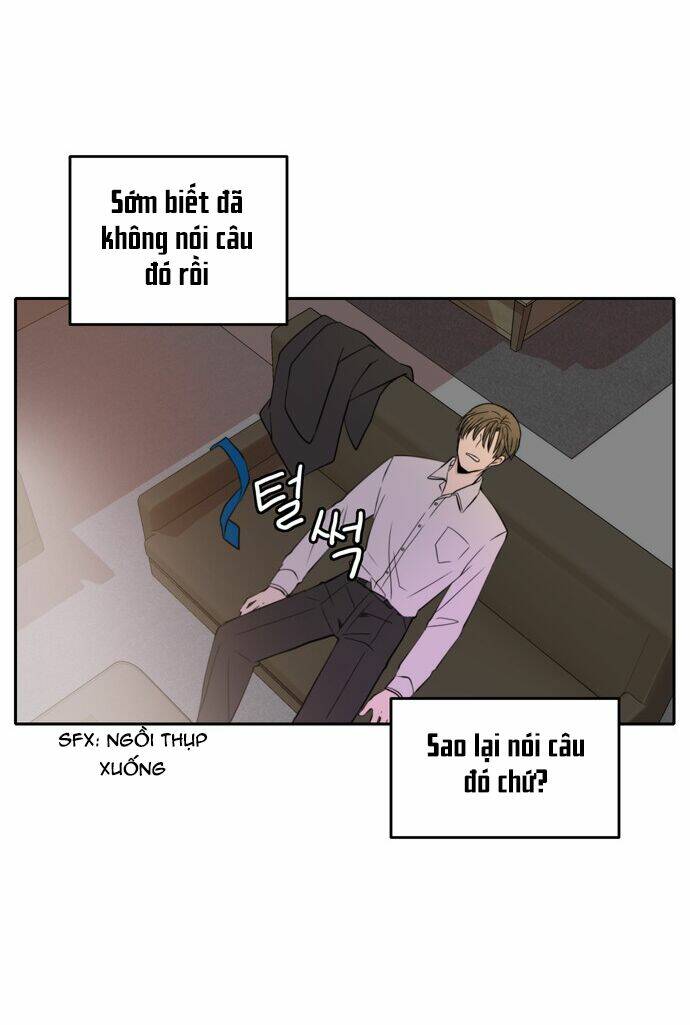 Sớm biết đã
không nói câu
đó rồi
털
썩
SFX: NGỒI THỤP
XUỐNG
Sao lại nói câu
đó chứ?